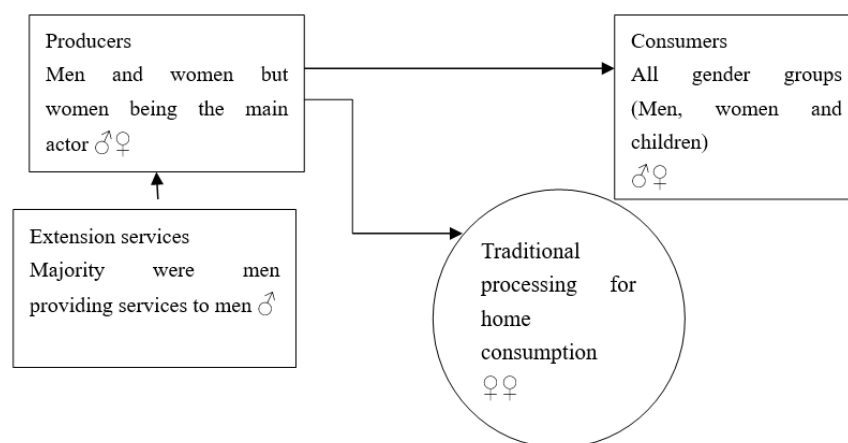 Producers
Men and women but
women being the main
actor ♂♀
Consumers
All gender groups
(Men, women and
children)
♂♀
Extension services
Majority were men
providing services to men ♂
Traditional
processing for
home
consumption
♀♀